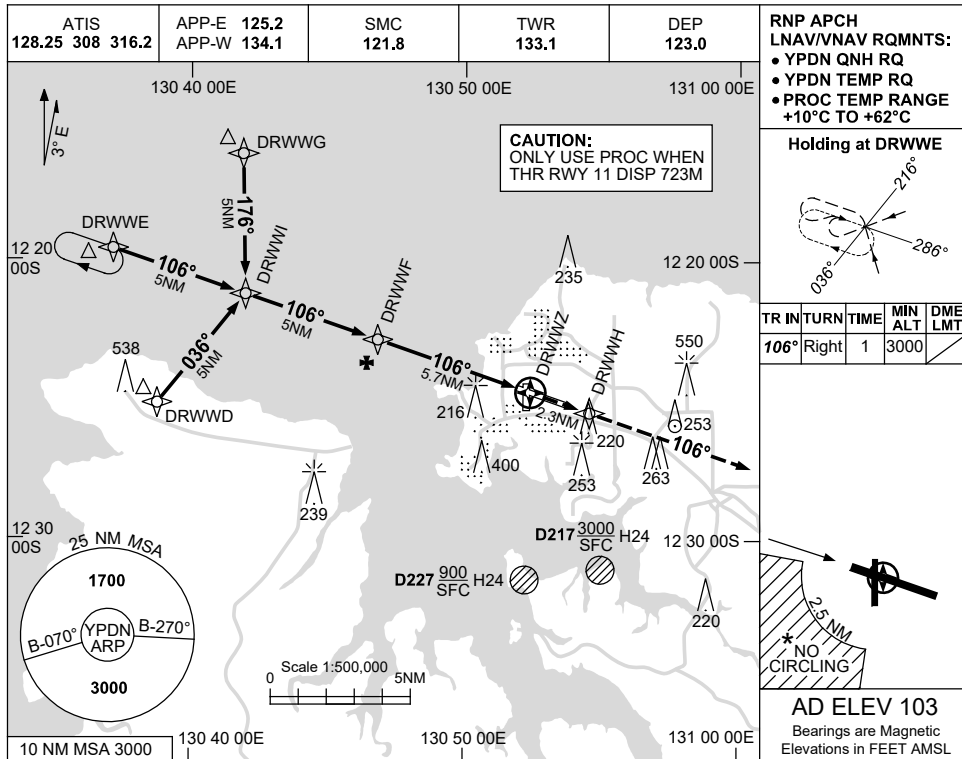 ATIS
128.25 308 316.2
APP-E 125.2
APP-W 134.1
SMC
121.8
TWR
133.1
DEP
123.0
RNP APCH
LNAV/VNAV RQMNTS:
• YPDN QNH RQ
• YPDN TEMP RQ
• PROC TEMP RANGE
+10°C TO +62°C
130 40 00E
130 50 00E
131 00 00E
3° E
DRWWG
CAUTION:
ONLY USE PROC WHEN
THR RWY 11 DISP 723M
Holding at DRWWE
216°
286°
036°
DRWWE
176°
5NM
DRWWI
12 20
00S
106°
5NM
106°
5NM
DRWWF
235
12 20 00S
TR IN
TURN
TIME
MIN
ALT
DME
LMT
106°
Right
1
3000
538
036°
5NM
DRWWD
106°
5.7NM
DRWWZ
DRWWH
550
216
2.3NM
220
253
106°
400
253
263
239
12 30
00S
25 NM MSA
1700
B-070°
YPDN
ARP
B-270°
3000
D217 3000
SFC
H24
12 30 00S
D227 900
SFC
H24
220
Scale 1:500,000
0
5NM
2.5 NM
*
NO
CIRCLING
10 NM MSA 3000
130 40 00E
130 50 00E
131 00 00E
AD ELEV 103
Bearings are Magnetic
Elevations in FEET AMSL